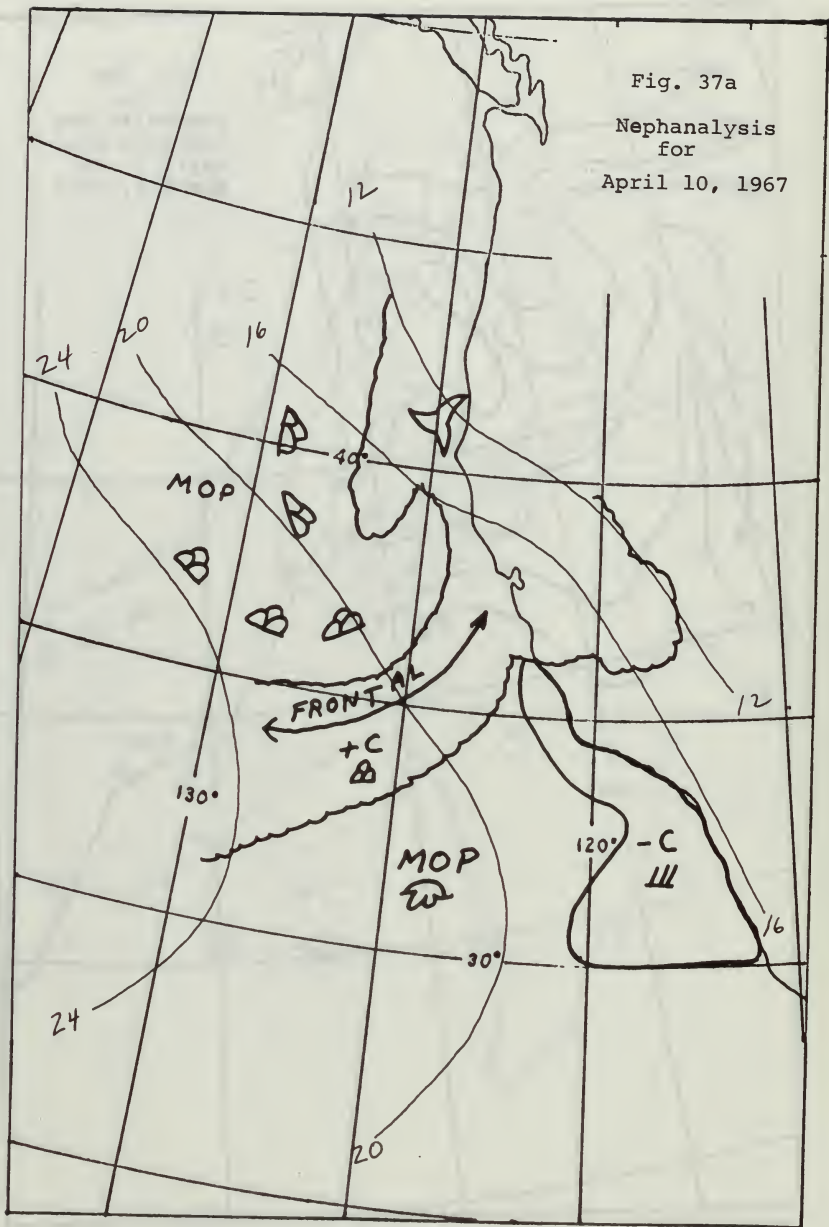 Fig. 37a
Nephanalysis
for
April 10, 1967
12
20
16
24
40°
MOP
FRONTAL
+C
12
130°
120°
-C
MOP
16
30°
24
20